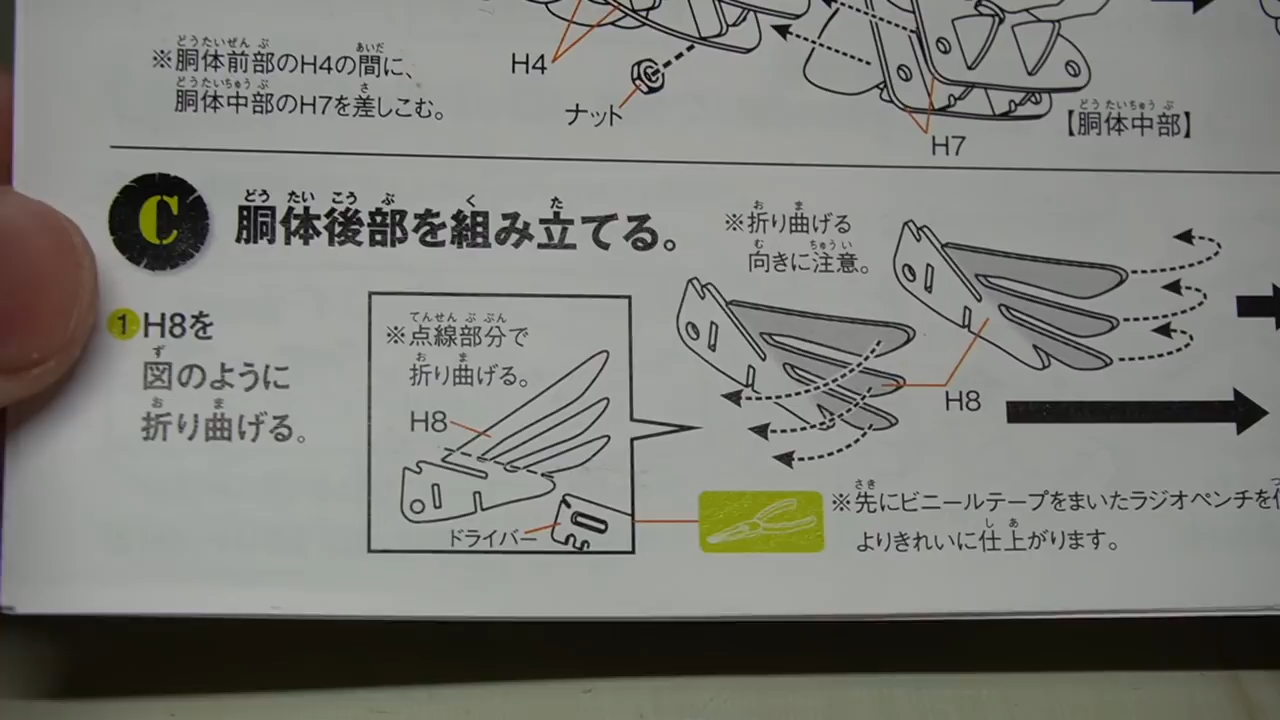 ※胴体前部のH4の間に、
胴体中部のH7を差しこむ。
H4
ナット
H7
【胴体中部】
C 胴体後部を組み立てる。
1 H8を
図のように
折り曲げる。
※点線部分で
折り曲げる。
H8
ドライバー
※折り曲げる
向きに注意。
H8
※先にビニールテープをまいたラジオペンチを
よりきれいに仕上がります。